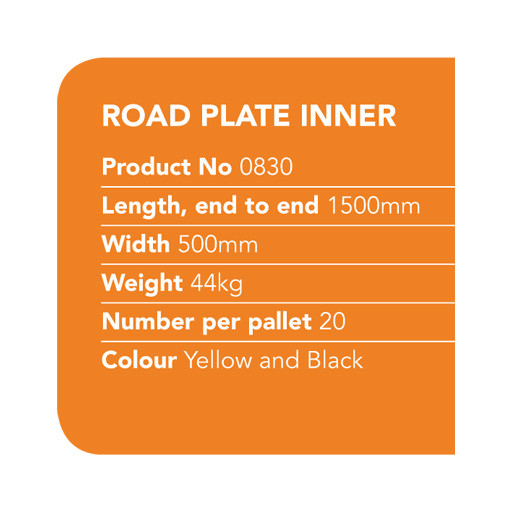 ROAD PLATE INNER
Product No 0830
Length, end to end 1500mm
Width 500mm
Weight 44kg
Number per pallet 20
Colour Yellow and Black